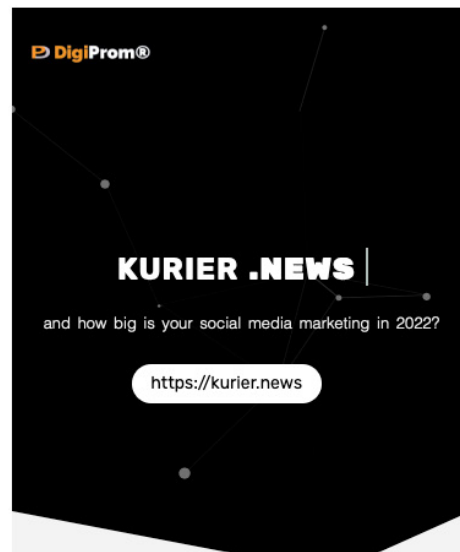 DigiProm®
KURIER .NEWS
and how big is your social media marketing in 2022?
https://kurier.news